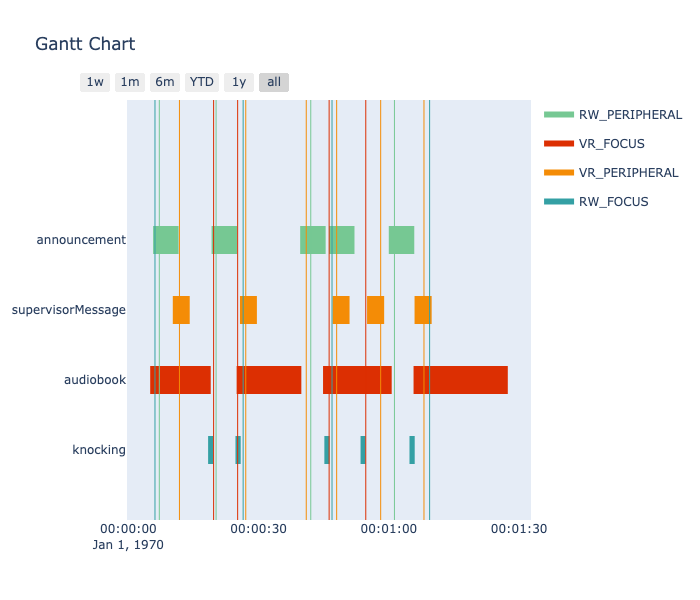 Gantt Chart
1w 1m 6m YTD 1y all
RW_PERIPHERAL
VR_FOCUS
VR_PERIPHERAL
RW_FOCUS
announcement
supervisorMessage
audiobook
knocking
00:00:00 00:00:30 00:01:00 00:01:30
Jan 1, 1970